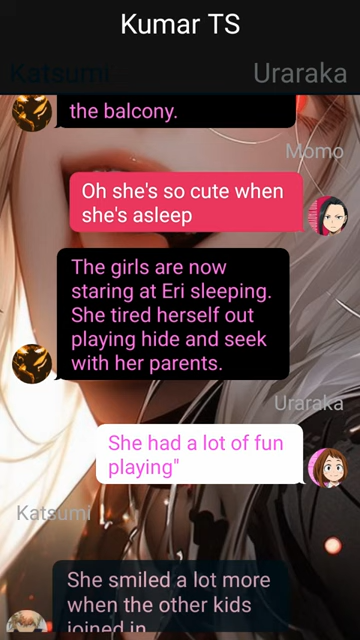 Kumar TS
Katsumi
Uraraka
the balcony.
Momo
Oh she's so cute when
she's asleep
The girls are now
staring at Eri sleeping.
She tired herself out
playing hide and seek
with her parents.
Uraraka
She had a lot of fun
playing"
Katsumi
She smiled a lot more
when the other kids
joined in